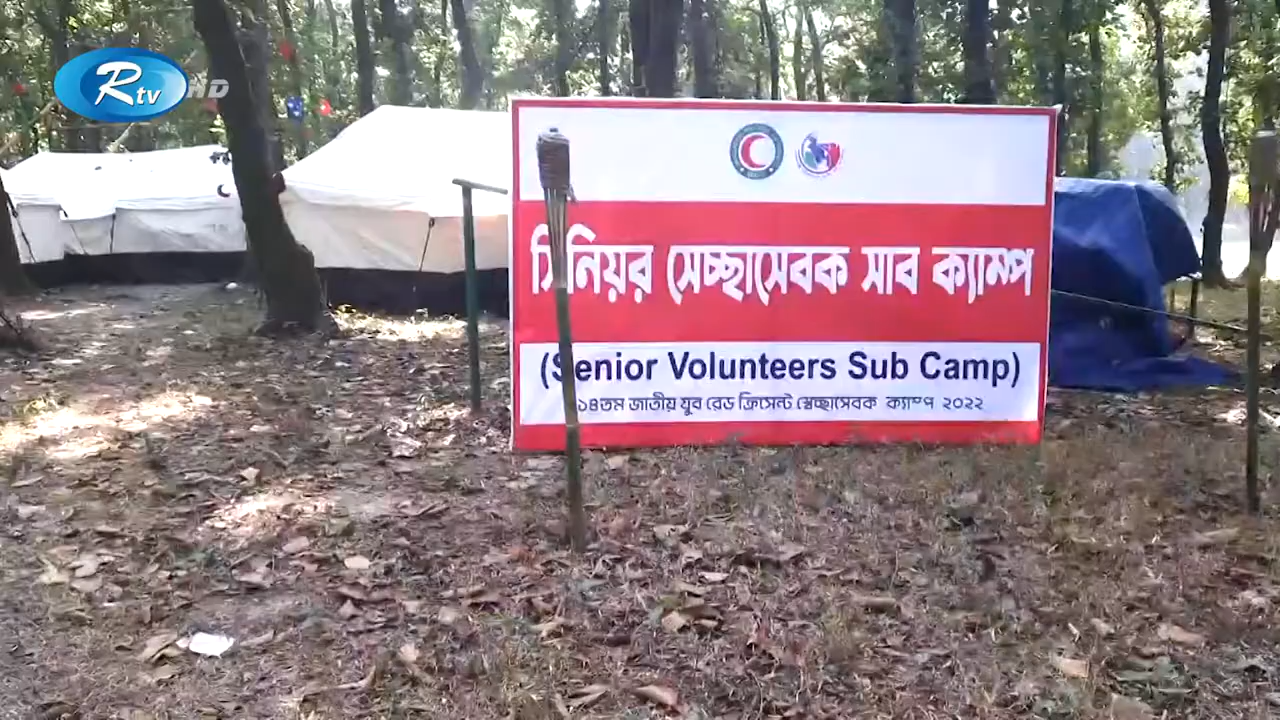 Rtv HD
সিনিয়র সেচ্ছাসেবক সাব ক্যাম্প
(Senior Volunteers Sub Camp)
১৪তম জাতীয় যুব রেড ক্রিসেন্ট স্বেচ্ছাসেবক ক্যাম্প ২০২২